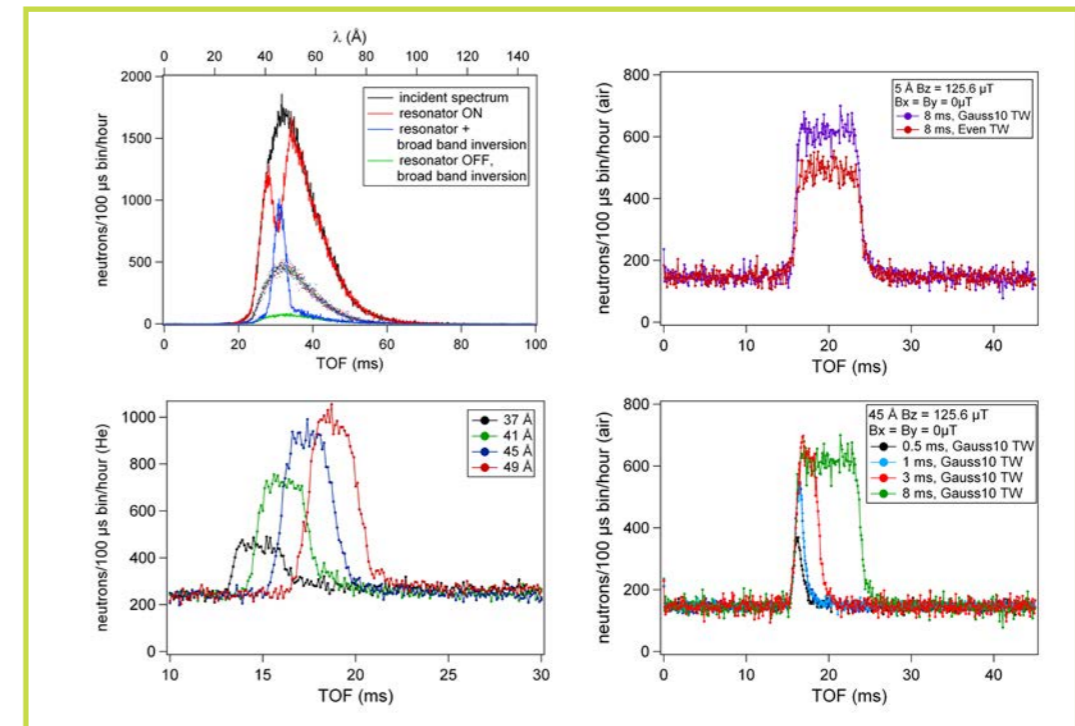 λ (Å)
0 20 40 60 80 100 120 140
2000
1500
1000
500
0
neutrons/100 µs bin/hour
incident spectrum
resonator ON
resonator +
broad band inversion
resonator OFF,
broad band inversion
0 20 40 60 80 100
TOF (ms)
800
600
400
200
0
neutrons/100 µs bin/hour (air)
5 Å Bz = 125.6 µT
Bx = By = 0µT
8 ms, Gauss10 TW
8 ms, Even TW
0 10 20 30 40
TOF (ms)
1000
800
600
400
200
0
neutrons/100 µs bin/hour (He)
37 Å
41 Å
45 Å
49 Å
10 15 20 25 30
TOF (ms)
800
600
400
200
0
neutrons/100 µs bin/hour (air)
45 Å Bz = 125.6 µT
Bx = By = 0µT
0.5 ms, Gauss10 TW
1 ms, Gauss10 TW
3 ms, Gauss10 TW
8 ms, Gauss10 TW
0 10 20 30 40
TOF (ms)